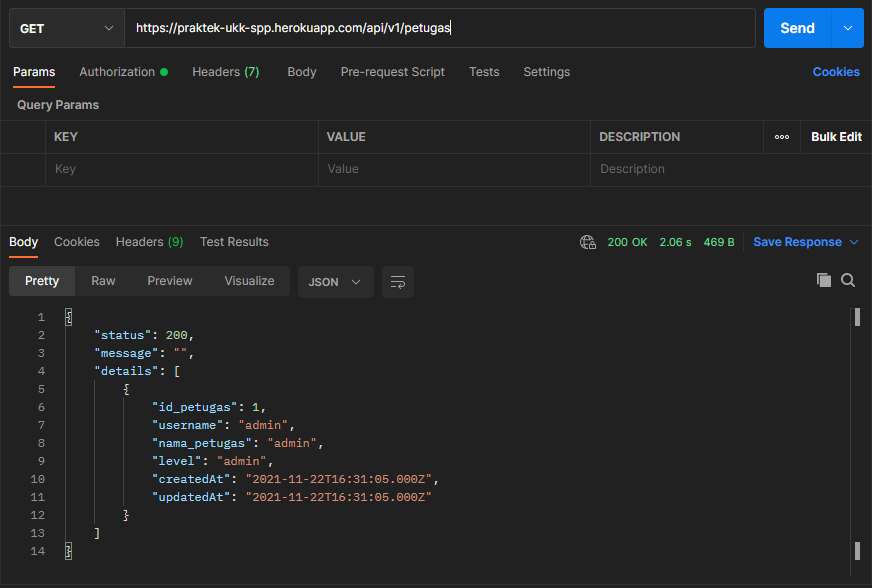 GET https://praktek-ukk-spp.herokuapp.com/api/v1/petugas Send
Params Authorization Headers (7) Body Pre-request Script Tests Settings Cookies
Query Params
KEY VALUE DESCRIPTION ooo Bulk Edit
Key Value Description
Body Cookies Headers (9) Test Results 200 OK 2.06 s 469 B Save Response
Pretty Raw Preview Visualize JSON
1 {
2 "status": 200,
3 "message": "",
4 "details": [
5 {
6 "id_petugas": 1,
7 "username": "admin",
8 "nama_petugas": "admin",
9 "level": "admin",
10 "createdAt": "2021-11-22T16:31:05.000Z",
11 "updatedAt": "2021-11-22T16:31:05.000Z"
12 }
13 ]
14 }